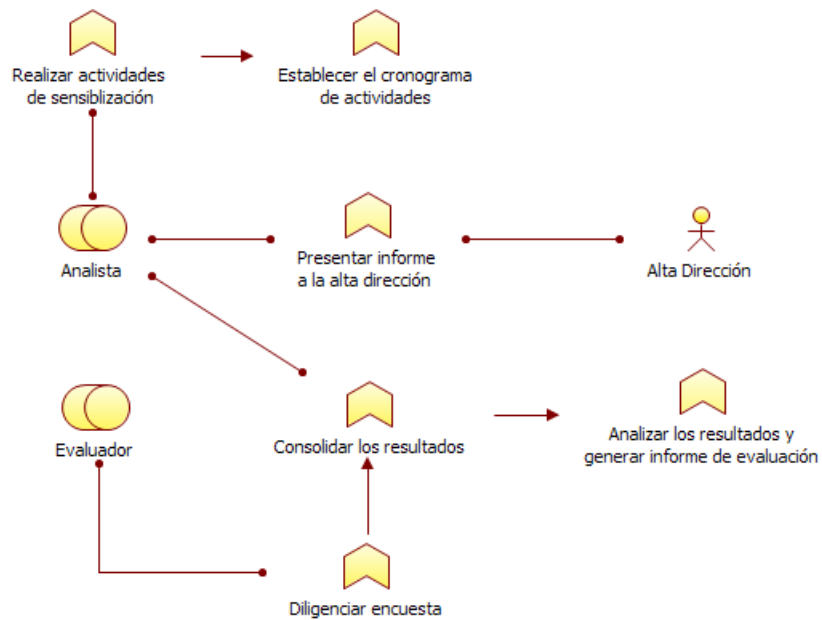 Realizar actividades
de sensiblización
Establecer el cronograma
de actividades
Analista
Presentar informe
a la alta dirección
Alta Dirección
Evaluador
Consolidar los resultados
Analizar los resultados y
generar informe de evaluación
Diligenciar encuesta